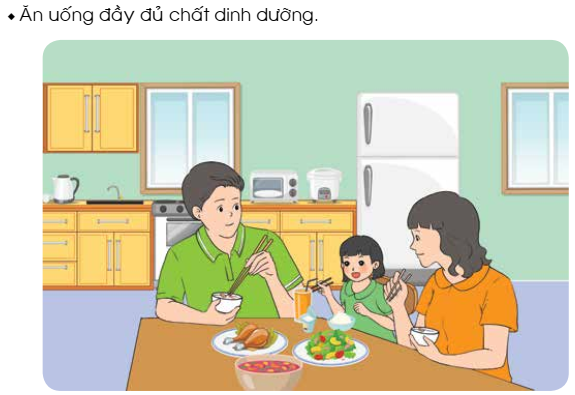 ⬥ Ăn uống đầy đủ chất dinh dưỡng.